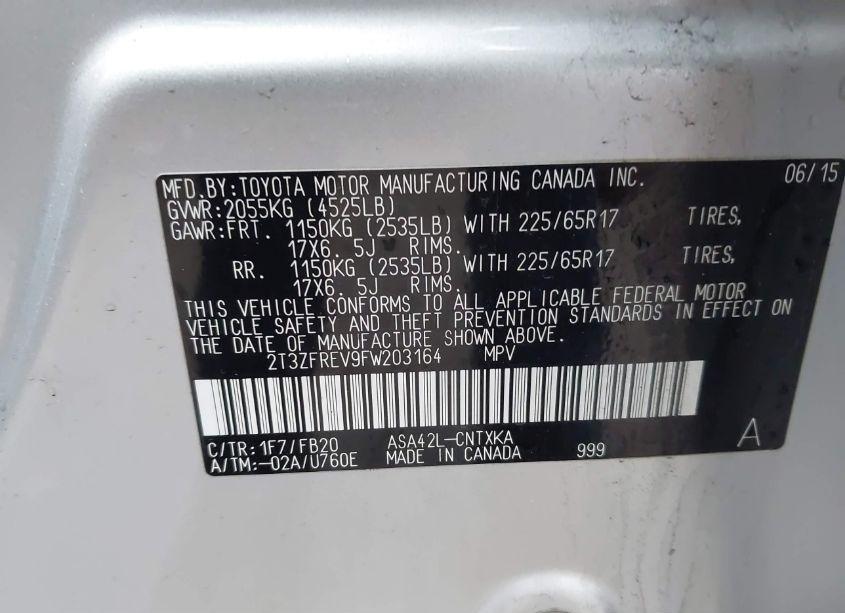 MFD.BY:TOYOTA MOTOR MANUFACTURING CANADA INC. 06/15
GVWR:2055KG (4525LB)
GAWR:FRT. 1150KG (2535LB) WITH 225/65R17 TIRES,
17X6. 5J RIMS.
RR. 1150KG (2535LB) WITH 225/65R17 TIRES,
17X6. 5J RIMS.
THIS VEHICLE CONFORMS TO ALL APPLICABLE FEDERAL MOTOR
VEHICLE SAFETY AND THEFT PREVENTION STANDARDS IN EFFECT ON
THE DATE OF MANUFACTURE SHOWN ABOVE.
2T3ZFREV9FW203164 MPV
C/TR:1F7/FB20 ASA42L-CNTXKA A
A/TM:-02A/U760E MADE IN CANADA 999